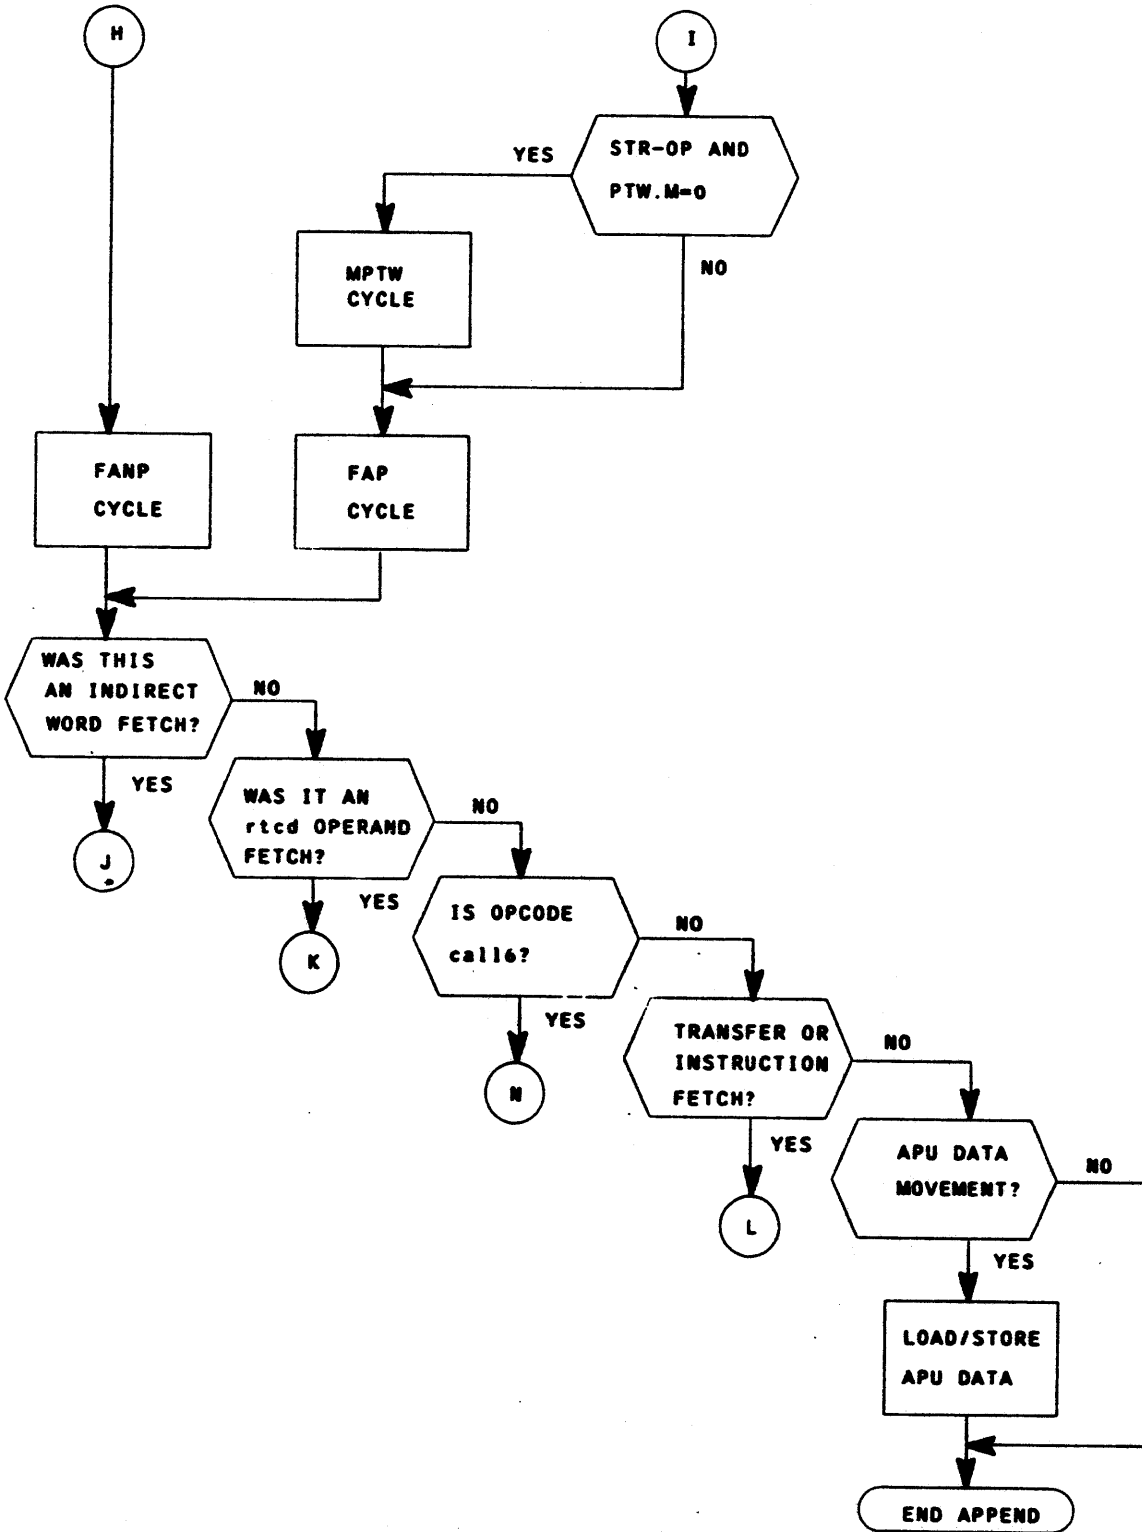 H
I
STR-OP AND
PTW.M=0
YES
NO
MPTW
CYCLE
FANP
CYCLE
FAP
CYCLE
WAS THIS
AN INDIRECT
WORD FETCH?
NO
YES
J
*
WAS IT AN
rtcd OPERAND
FETCH?
NO
YES
K
IS OPCODE
call6?
NO
YES
N
TRANSFER OR
INSTRUCTION
FETCH?
NO
YES
L
APU DATA
MOVEMENT?
NO
YES
LOAD/STORE
APU DATA
END APPEND